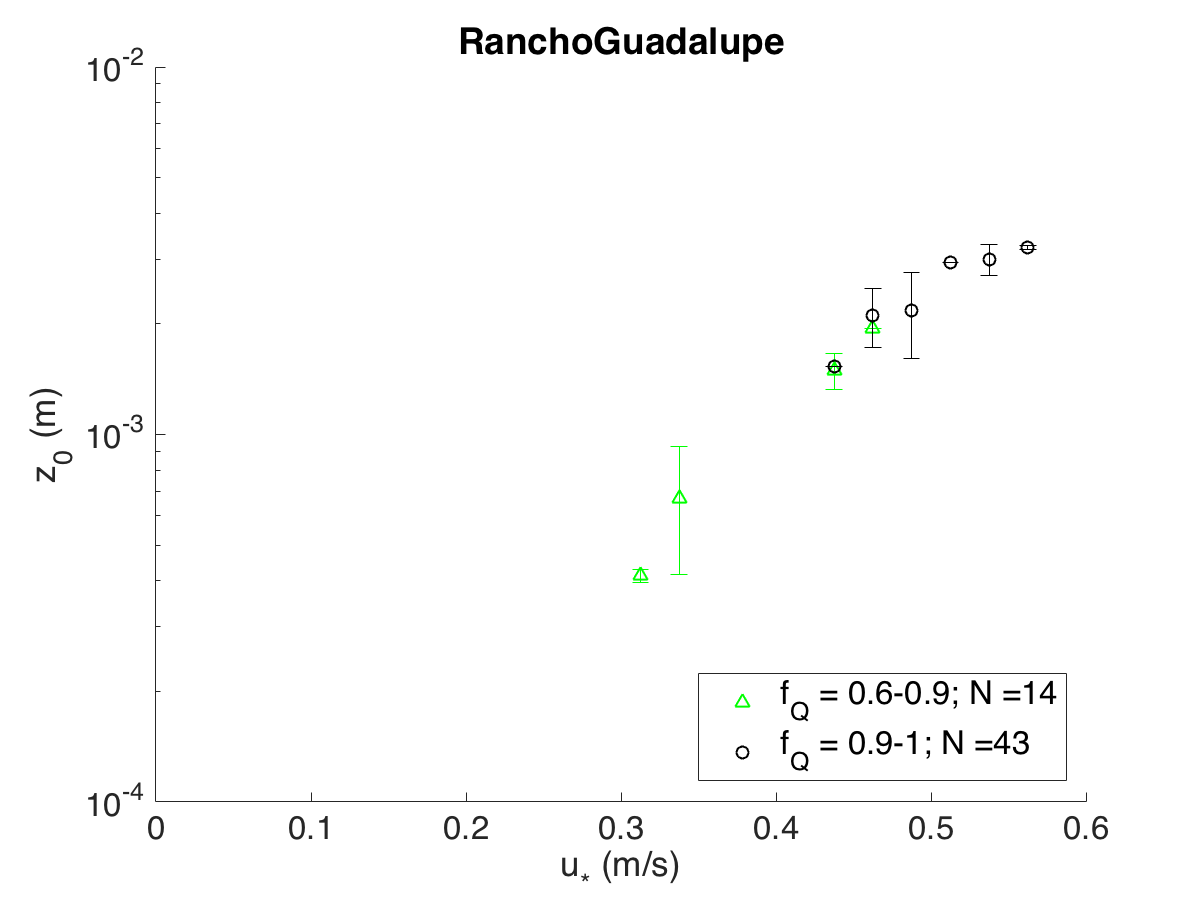 RanchoGuadalupe
10^-2
10^-3
10^-4
z_0 (m)
0 0.1 0.2 0.3 0.4 0.5 0.6
u_* (m/s)
f_Q = 0.6-0.9; N =14
f_Q = 0.9-1; N =43